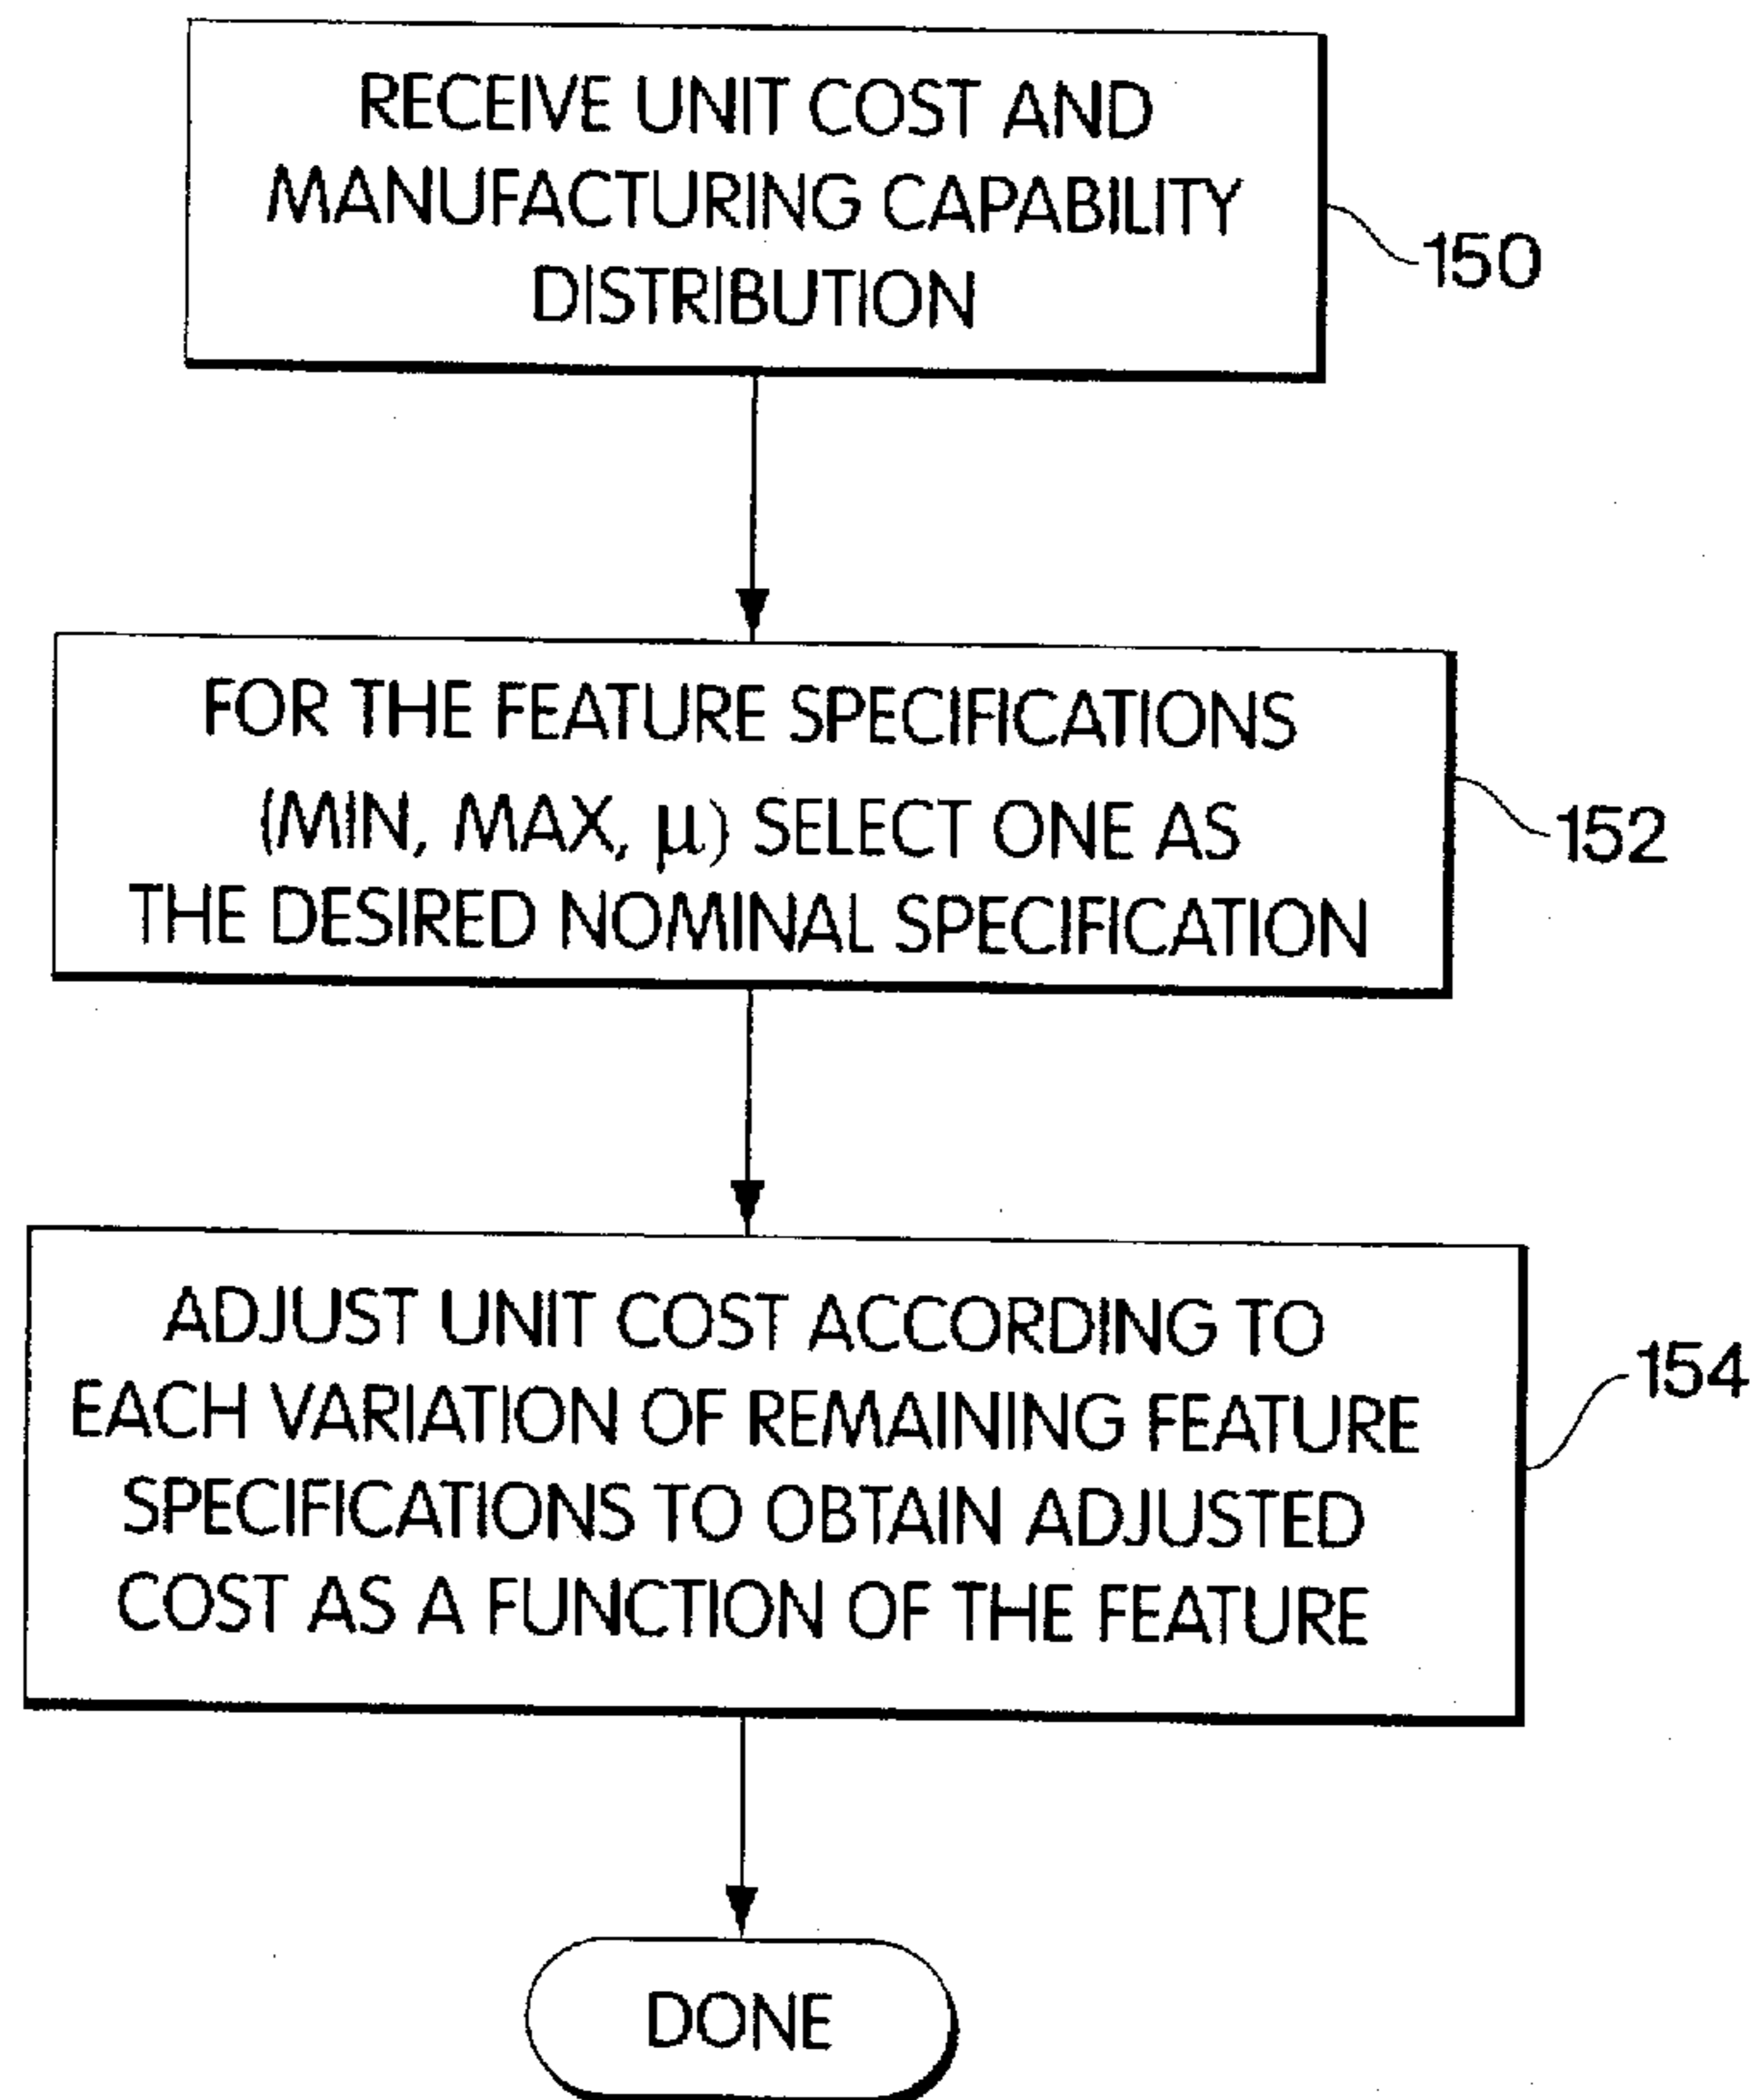 RECEIVE UNIT COST AND
MANUFACTURING CAPABILITY
DISTRIBUTION
150
FOR THE FEATURE SPECIFICATIONS
(MIN, MAX, µ) SELECT ONE AS
THE DESIRED NOMINAL SPECIFICATION
152
ADJUST UNIT COST ACCORDING TO
EACH VARIATION OF REMAINING FEATURE
SPECIFICATIONS TO OBTAIN ADJUSTED
COST AS A FUNCTION OF THE FEATURE
154
DONE